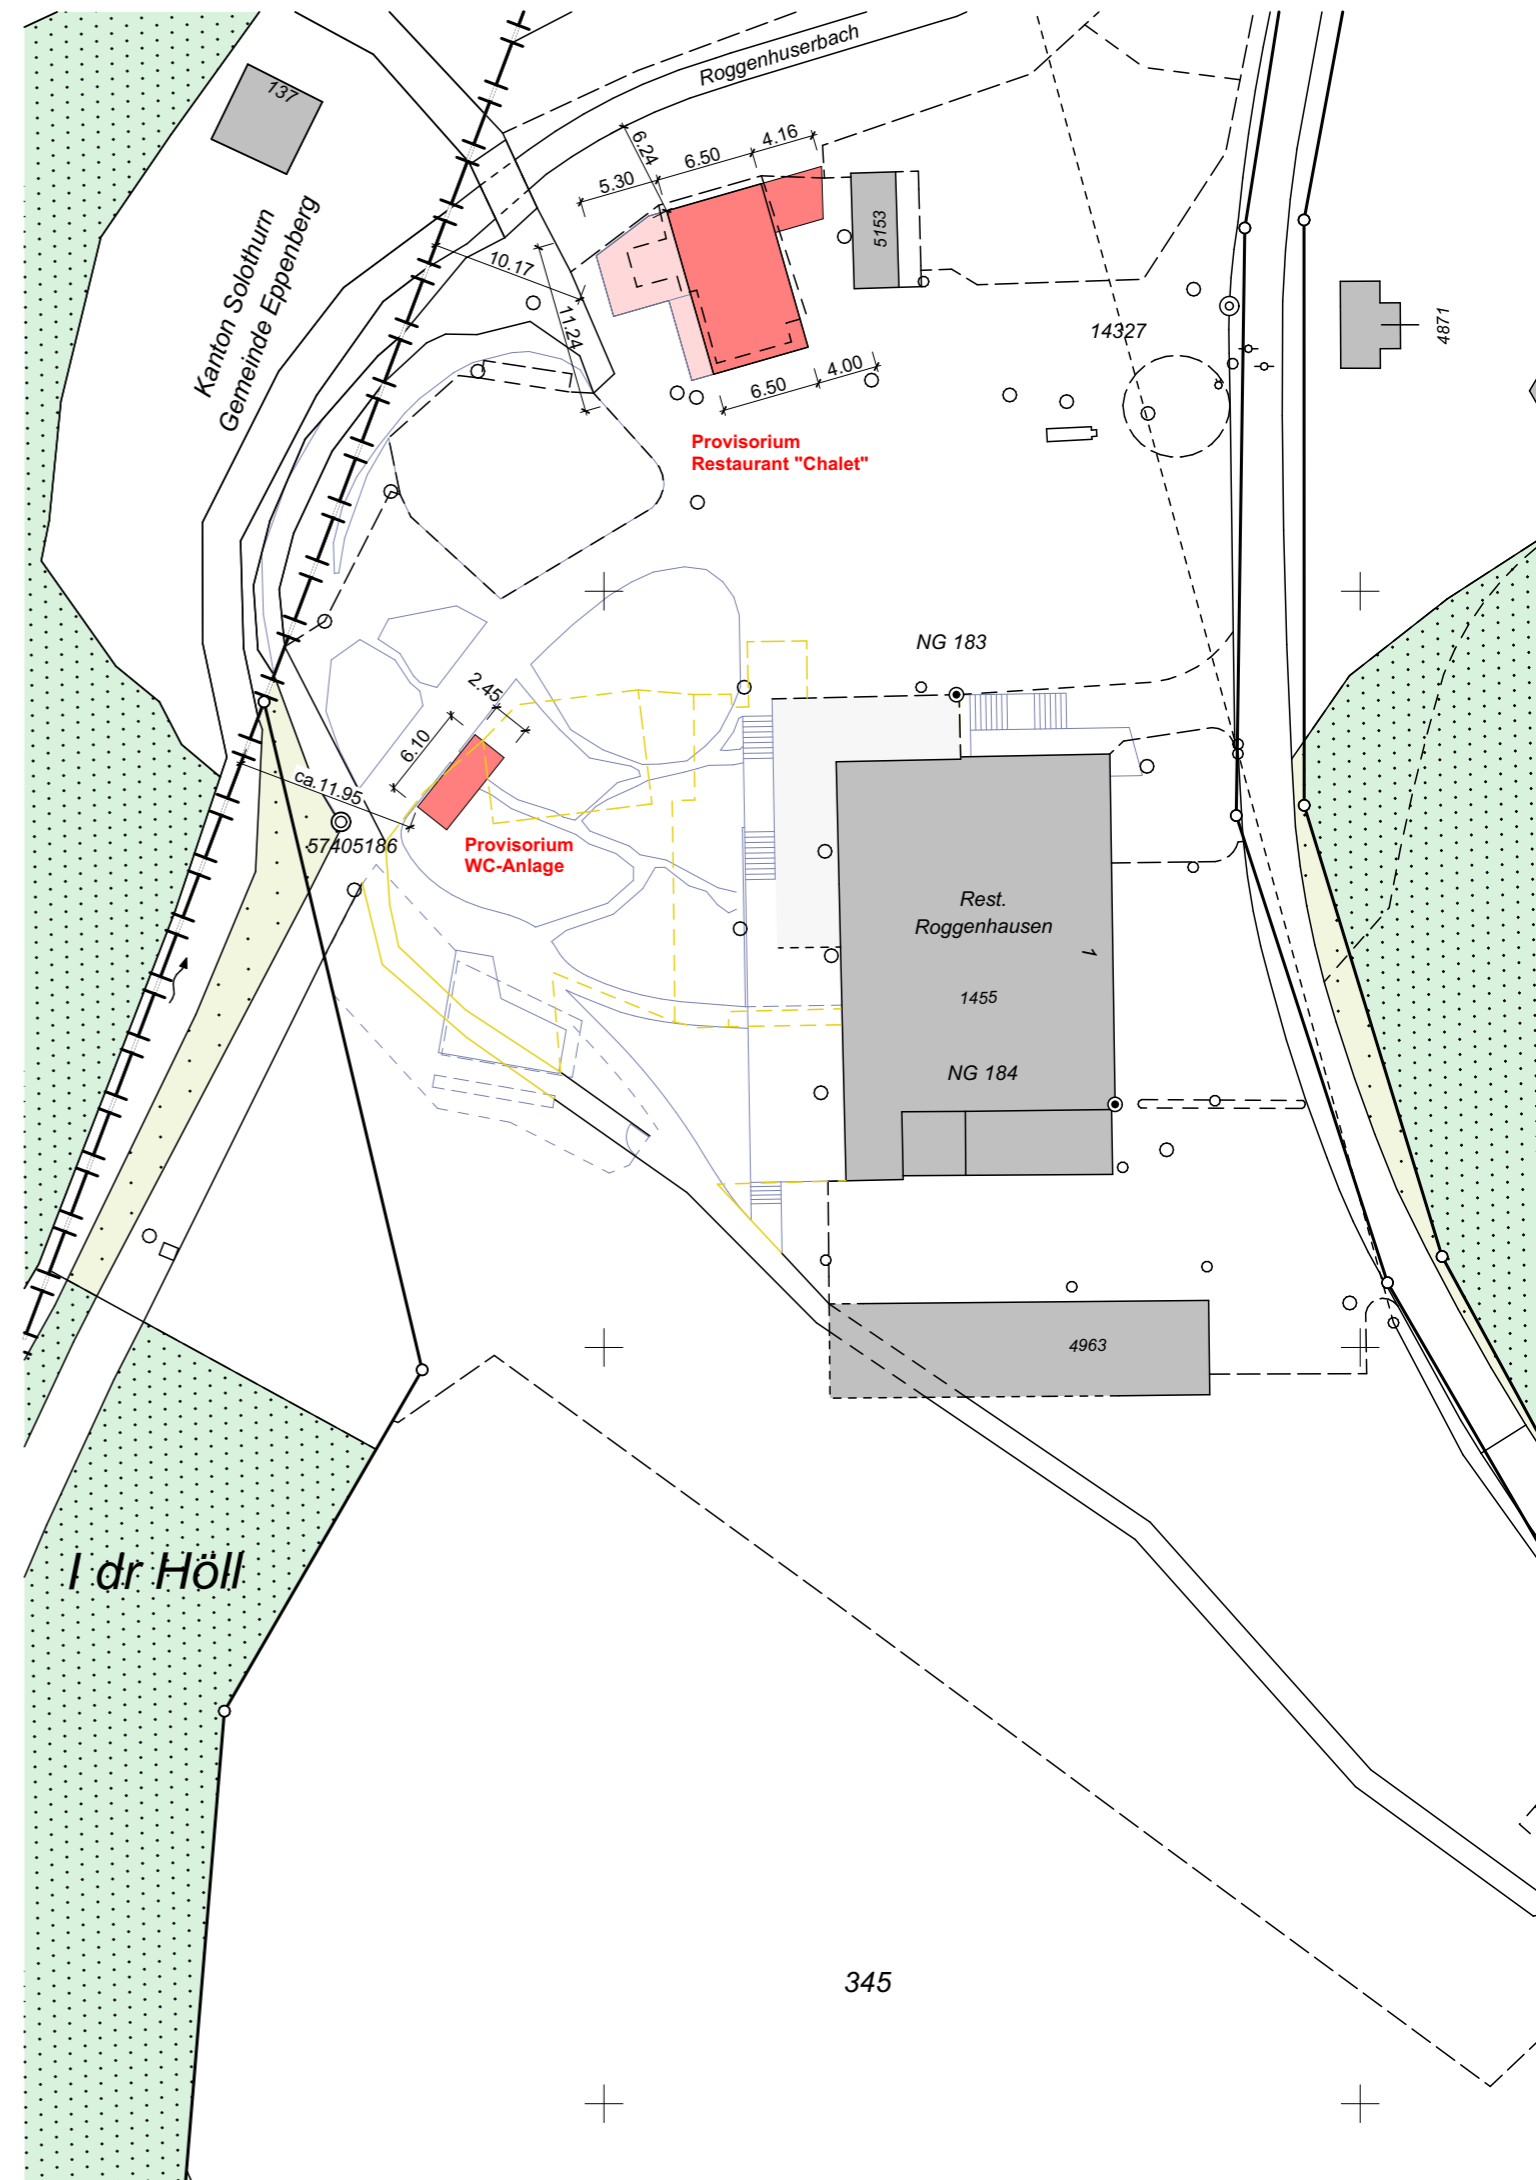 Roggenhuserbach
137
6.24
6.50
4.16
5.30
5153
Kanton Solothurn
Gemeinde Eppenberg
10.17
11.24
14327
4871
6.50
4.00
Provisorium
Restaurant "Chalet"
NG 183
2.45
6.10
ca.11.95
57405186
Provisorium
WC-Anlage
Rest.
Roggenhausen
1
1455
NG 184
4963
I dr Höll
345